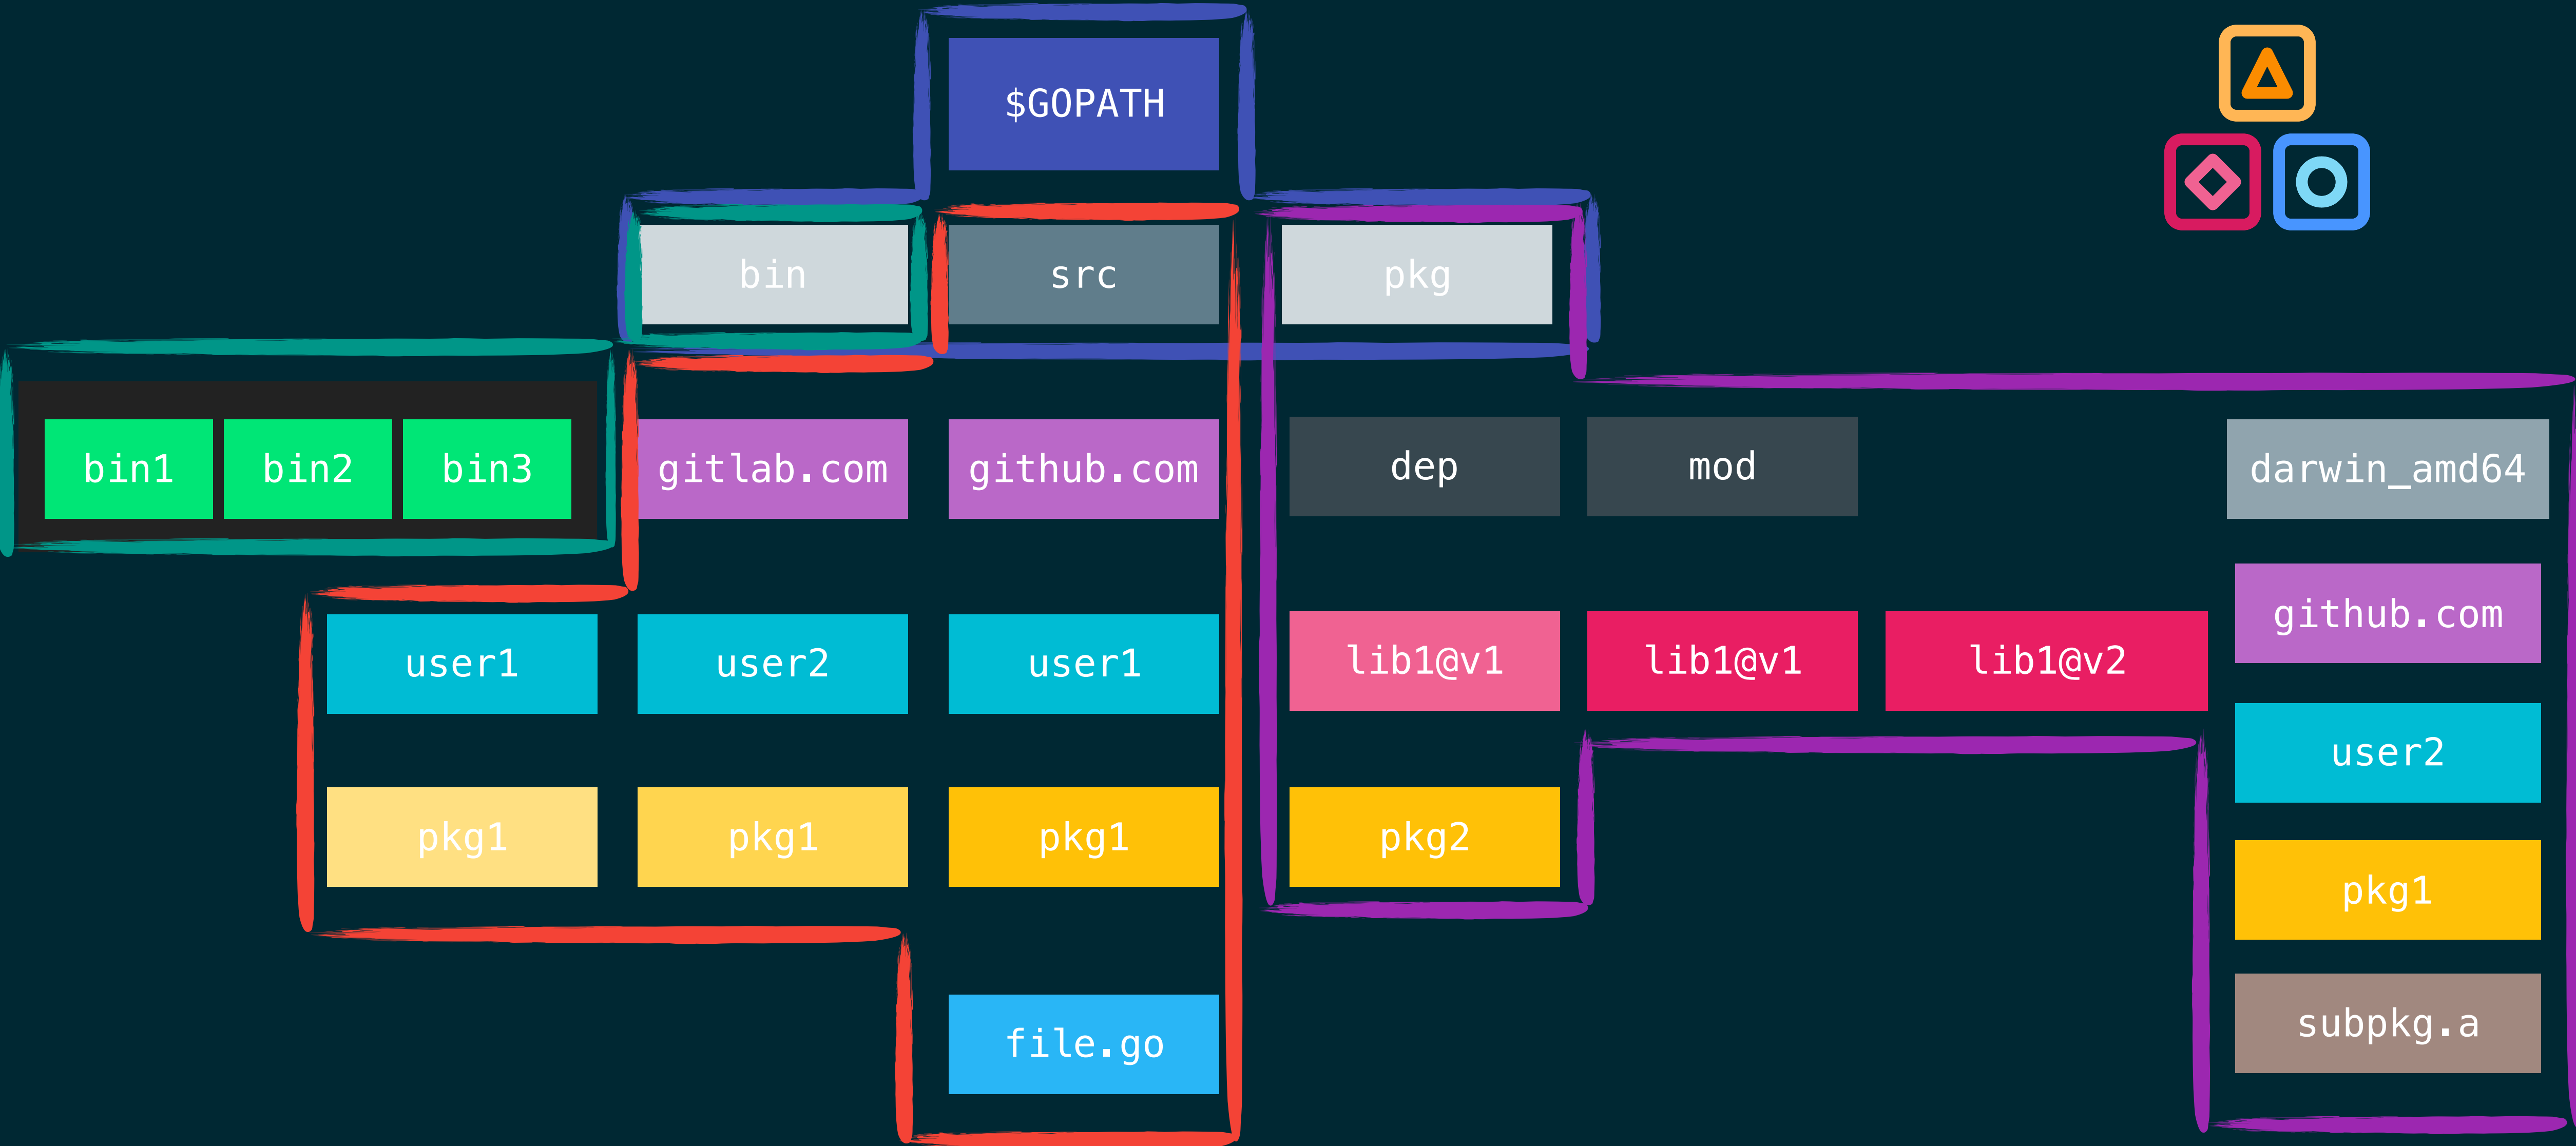 $GOPATH
bin
src
pkg
bin1
bin2
bin3
gitlab.com
github.com
dep
mod
darwin_amd64
user1
user2
user1
lib1@v1
lib1@v1
lib1@v2
github.com
user2
pkg1
pkg1
pkg1
pkg2
pkg1
file.go
subpkg.a